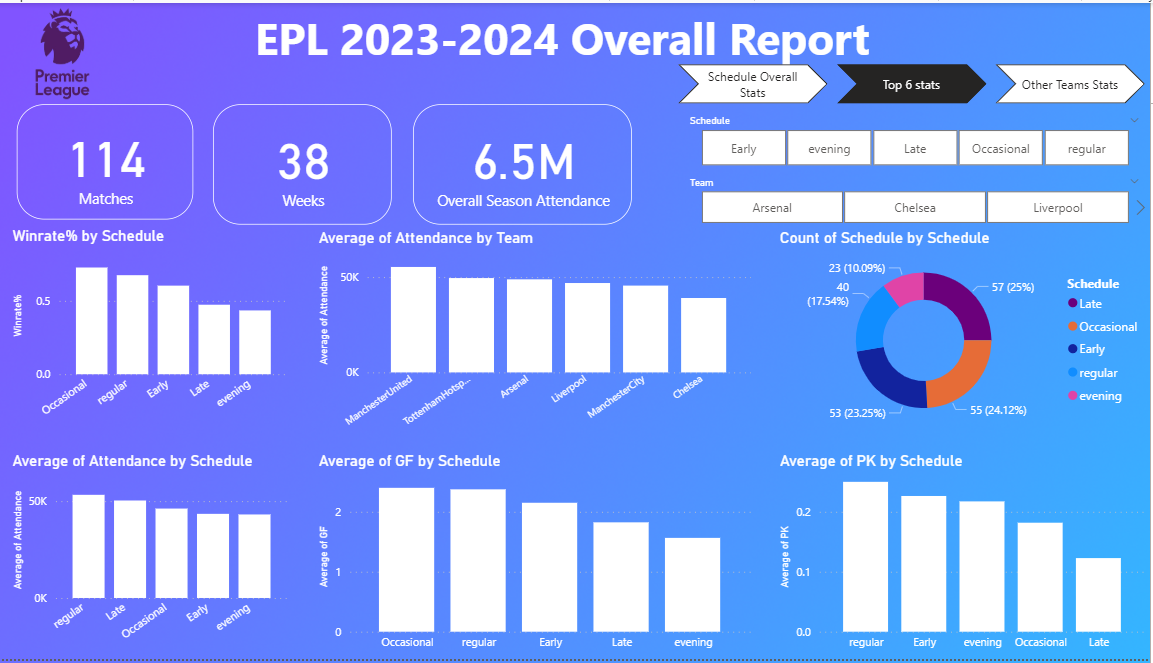 Premier
League
EPL 2023-2024 Overall Report
Schedule Overall
Stats
Top 6 stats
Other Teams Stats
114
Matches
38
Weeks
6.5M
Overall Season Attendance
Schedule
Early
evening
Late
Occasional
regular
Team
Arsenal
Chelsea
Liverpool
Winrate% by Schedule
Winrate%
0.5
0.0
Occasional
regular
Early
Late
evening
Average of Attendance by Team
Average of Attendance
50K
0K
ManchesterUnited
TottenhamHotsp...
Arsenal
Liverpool
ManchesterCity
Chelsea
Count of Schedule by Schedule
23 (10.09%)
40
(17.54%)
53 (23.25%)
57 (25%)
55 (24.12%)
Schedule
Late
Occasional
Early
regular
evening
Average of Attendance by Schedule
Average of Attendance
50K
0K
regular
Late
Occasional
Early
evening
Average of GF by Schedule
Average of GF
2
1
0
Occasional
regular
Early
Late
evening
Average of PK by Schedule
Average of PK
0.2
0.1
0.0
regular
Early
evening
Occasional
Late